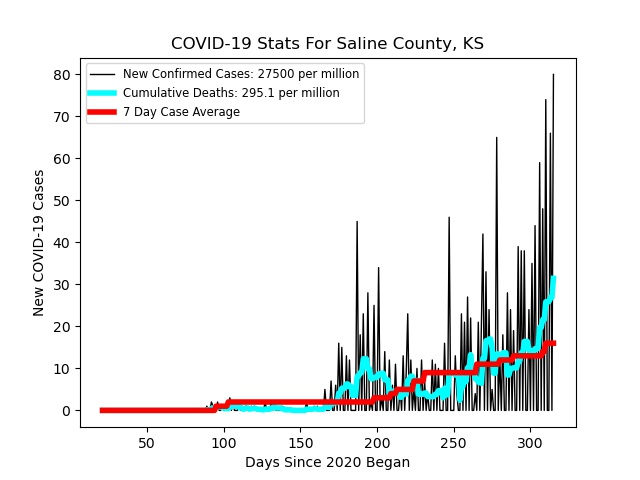 COVID-19 Stats For Saline County, KS
New Confirmed Cases: 27500 per million
Cumulative Deaths: 295.1 per million
7 Day Case Average
New COVID-19 Cases
80
70
60
50
40
30
20
10
0
50 100 150 200 250 300
Days Since 2020 Began